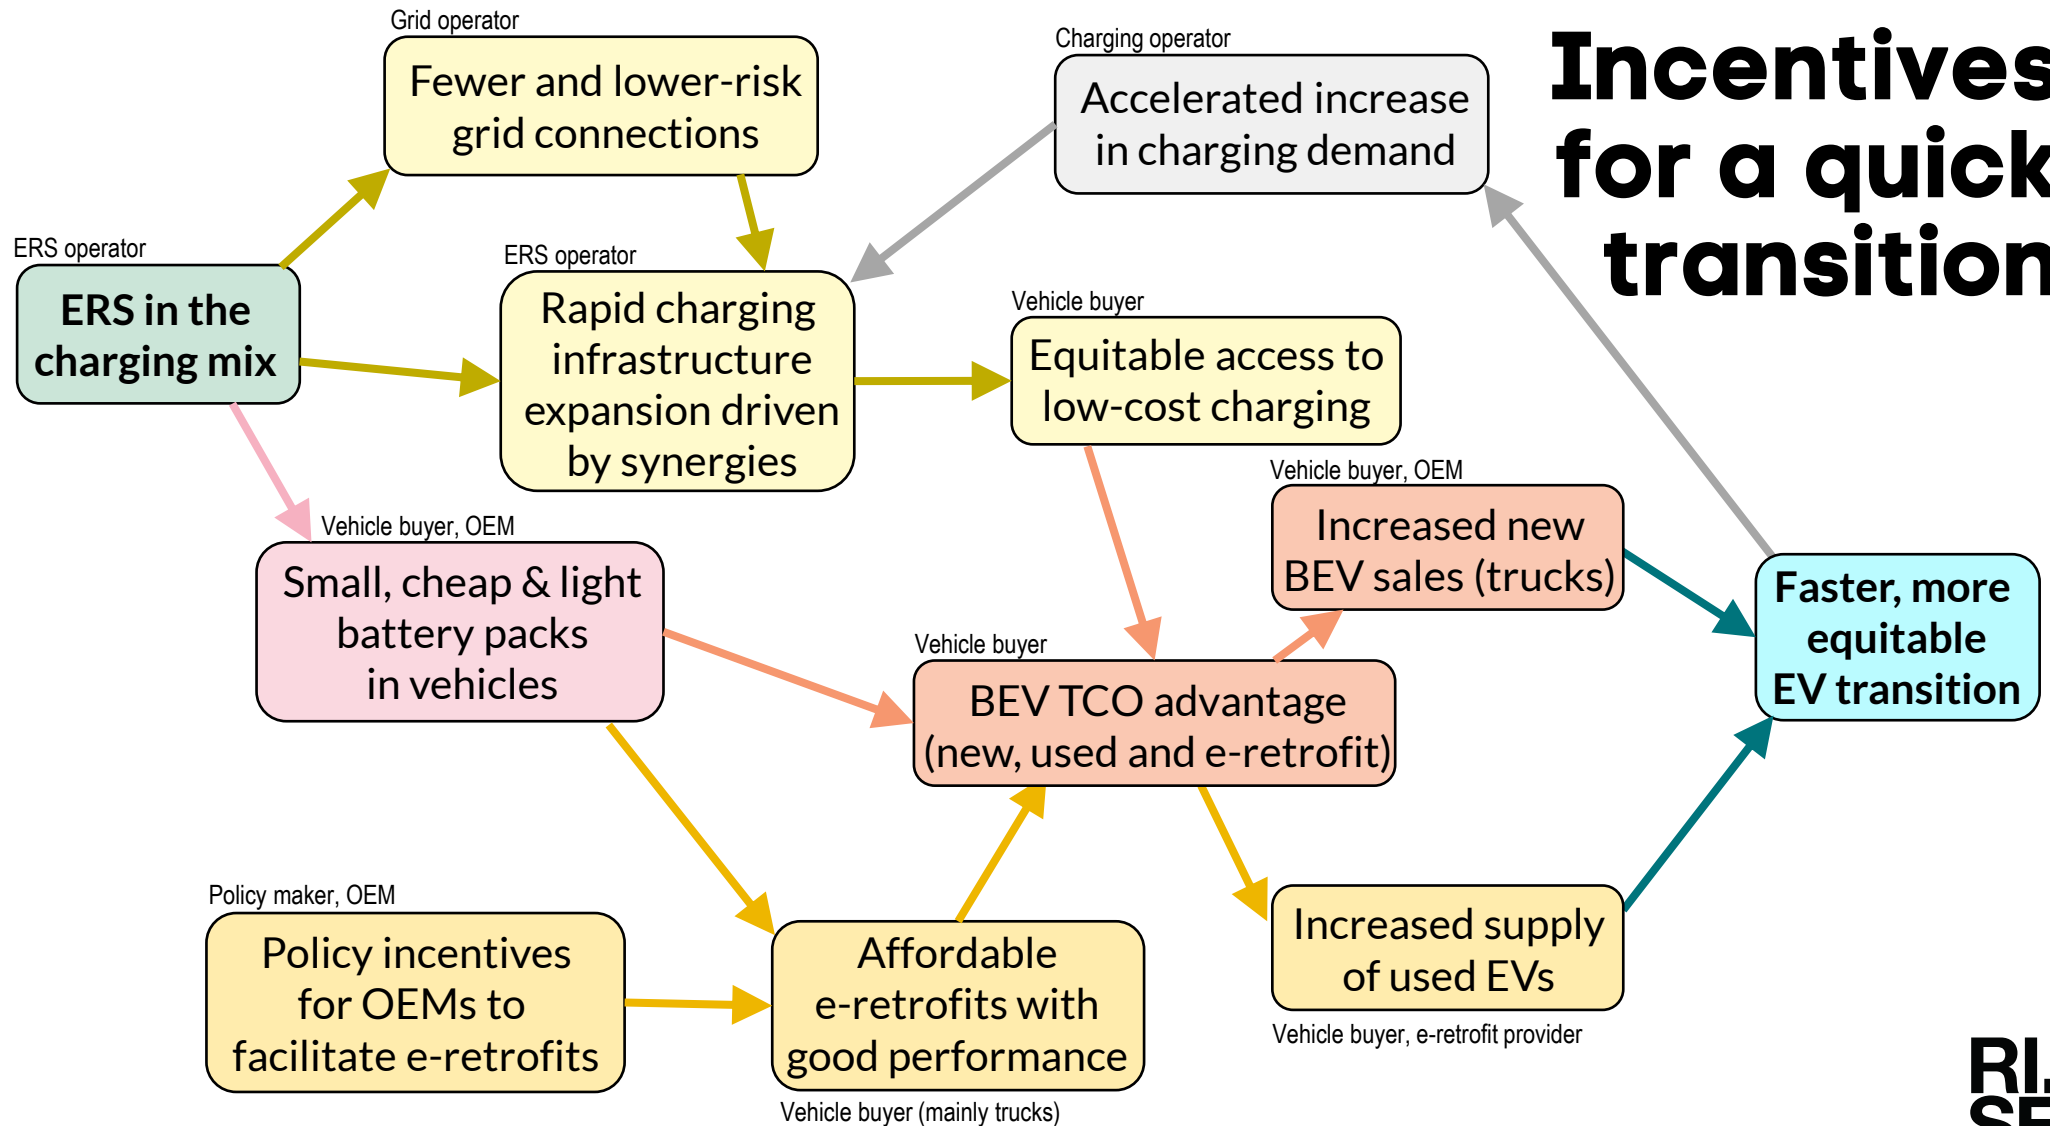 Grid operator
Fewer and lower-risk
grid connections
Charging operator
Accelerated increase
in charging demand
Incentives
for a quick
transition
ERS operator
ERS in the
charging mix
ERS operator
Rapid charging
infrastructure
expansion driven
by synergies
Vehicle buyer
Equitable access to
low-cost charging
Vehicle buyer, OEM
Increased new
BEV sales (trucks)
Vehicle buyer, OEM
Small, cheap & light
battery packs
in vehicles
Faster, more
equitable
EV transition
Vehicle buyer
BEV TCO advantage
(new, used and e-retrofit)
Policy maker, OEM
Policy incentives
for OEMs to
facilitate e-retrofits
Affordable
e-retrofits with
good performance
Vehicle buyer (mainly trucks)
Increased supply
of used EVs
Vehicle buyer, e-retrofit provider
RI.
SE